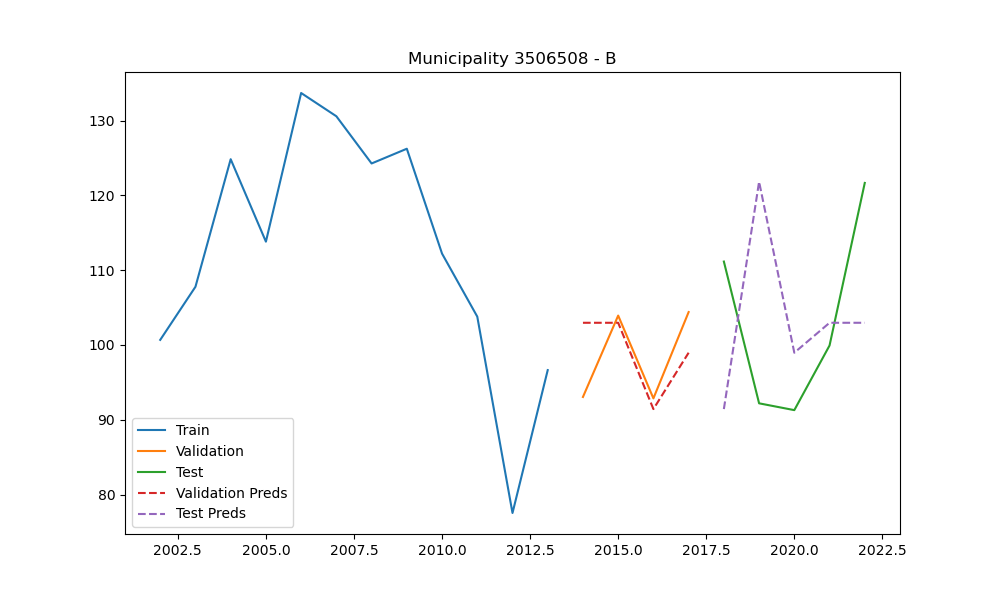 Municipality 3506508 - B
130
120
110
100
90
80
Train
Validation
Test
Validation Preds
Test Preds
2002.5 2005.0 2007.5 2010.0 2012.5 2015.0 2017.5 2020.0 2022.5